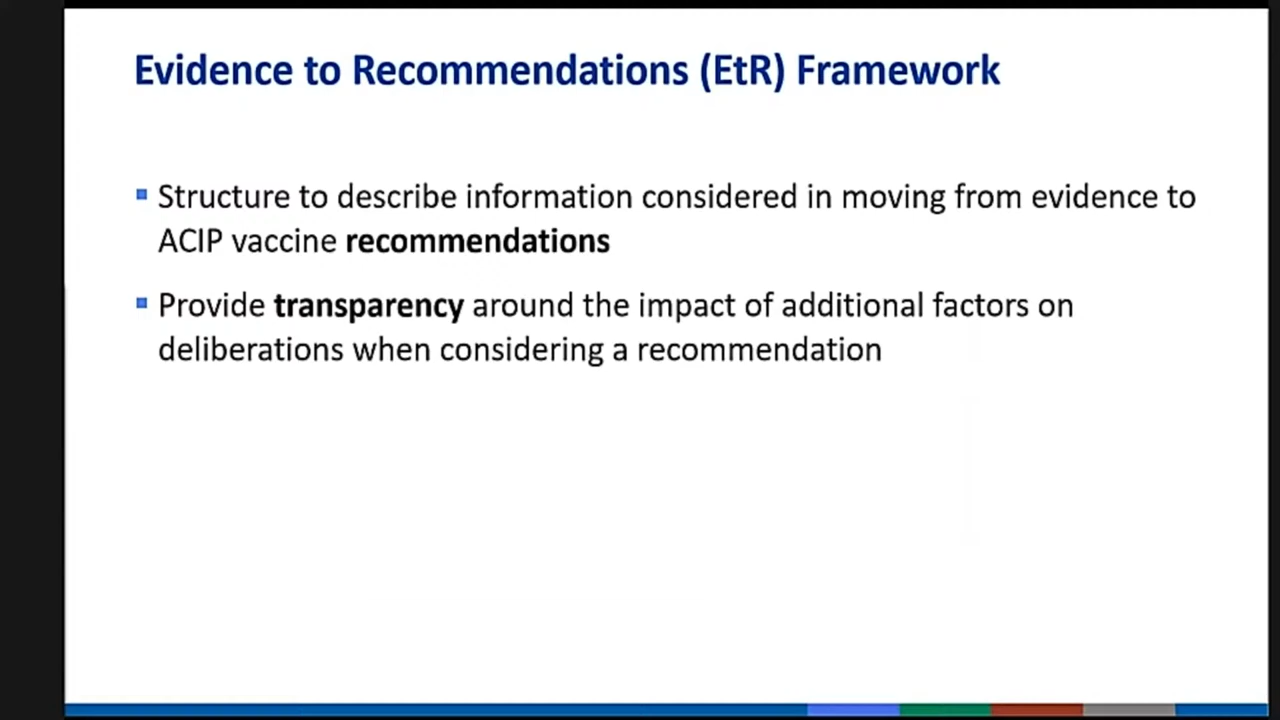 Evidence to Recommendations (EtR) Framework
Structure to describe information considered in moving from evidence to
ACIP vaccine recommendations
Provide transparency around the impact of additional factors on
deliberations when considering a recommendation